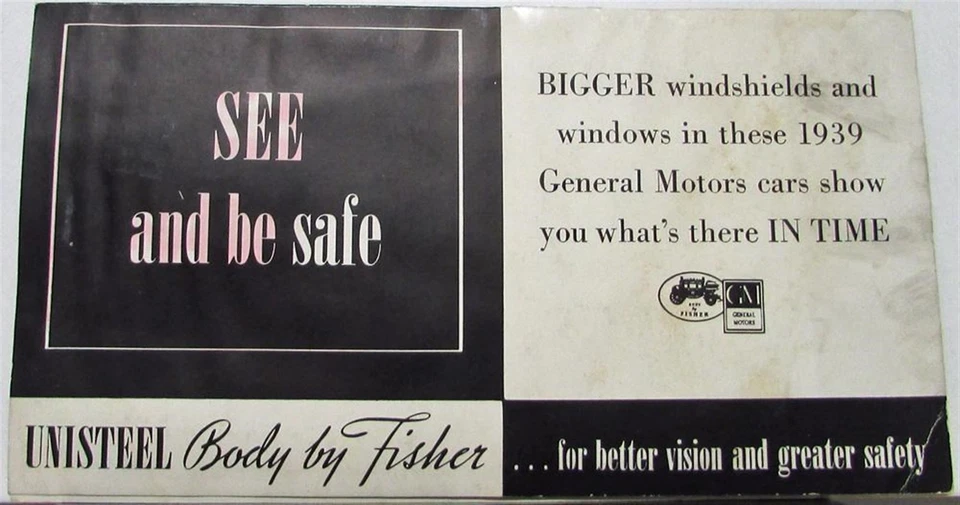 SEE
and be safe
UNISTEEL Body by Fisher
BIGGER windshields and
windows in these 1939
General Motors cars show
you what's there IN TIME
BODY
by
FISHER
GM
GENERAL
MOTORS
... for better vision and greater safety